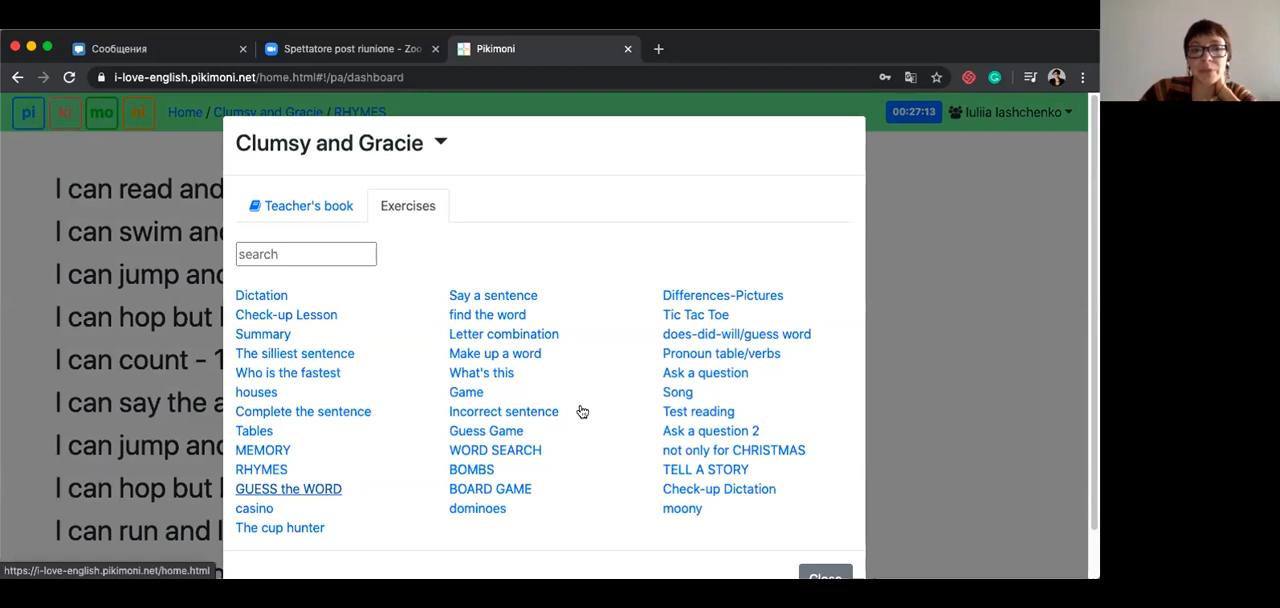 Сообщения
Spettatore post riunione - Zoo
Pikimoni
i-love-english.pikimoni.net/home.html#!/pa/dashboard
pi ki mo ni Home / Clumsy and Gracie / RHYMES 00:27:13 Iuliia Iashchenko
Clumsy and Gracie
Teacher's book Exercises
search
Dictation
Check-up Lesson
Summary
The silliest sentence
Who is the fastest
houses
Complete the sentence
Tables
MEMORY
RHYMES
GUESS the WORD
casino
The cup hunter
Say a sentence
find the word
Letter combination
Make up a word
What's this
Game
Incorrect sentence
Guess Game
WORD SEARCH
BOMBS
BOARD GAME
dominoes
Differences-Pictures
Tic Tac Toe
does-did-will/guess word
Pronoun table/verbs
Ask a question
Song
Test reading
Ask a question 2
not only for CHRISTMAS
TELL A STORY
Check-up Dictation
moony
Close
I can read and
I can swim and
I can jump and
I can hop but
I can count - 1
I can say the a
I can jump and
I can hop but
I can run and
https://i-love-english.pikimoni.net/home.html